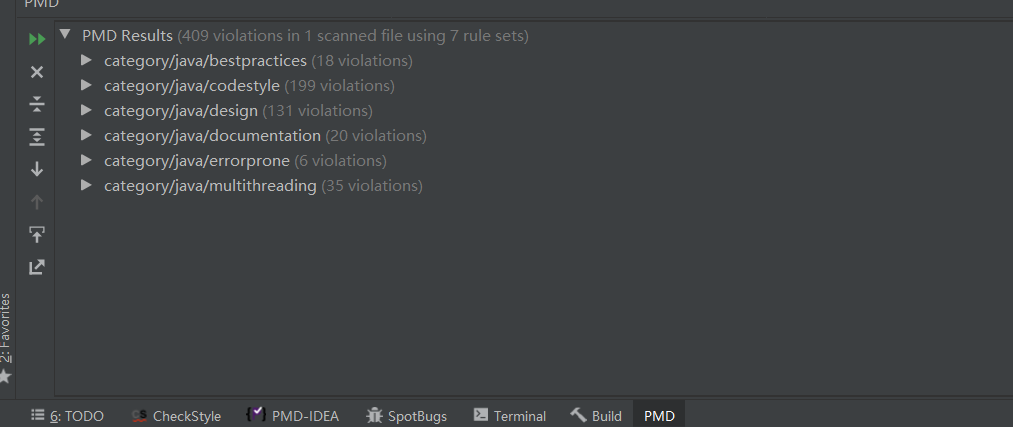 PMD
PMD Results (409 violations in 1 scanned file using 7 rule sets)
category/java/bestpractices (18 violations)
category/java/codestyle (199 violations)
category/java/design (131 violations)
category/java/documentation (20 violations)
category/java/errorprone (6 violations)
category/java/multithreading (35 violations)
2: Favorites
6: TODO CS CheckStyle PMD-IDEA SpotBugs Terminal Build PMD